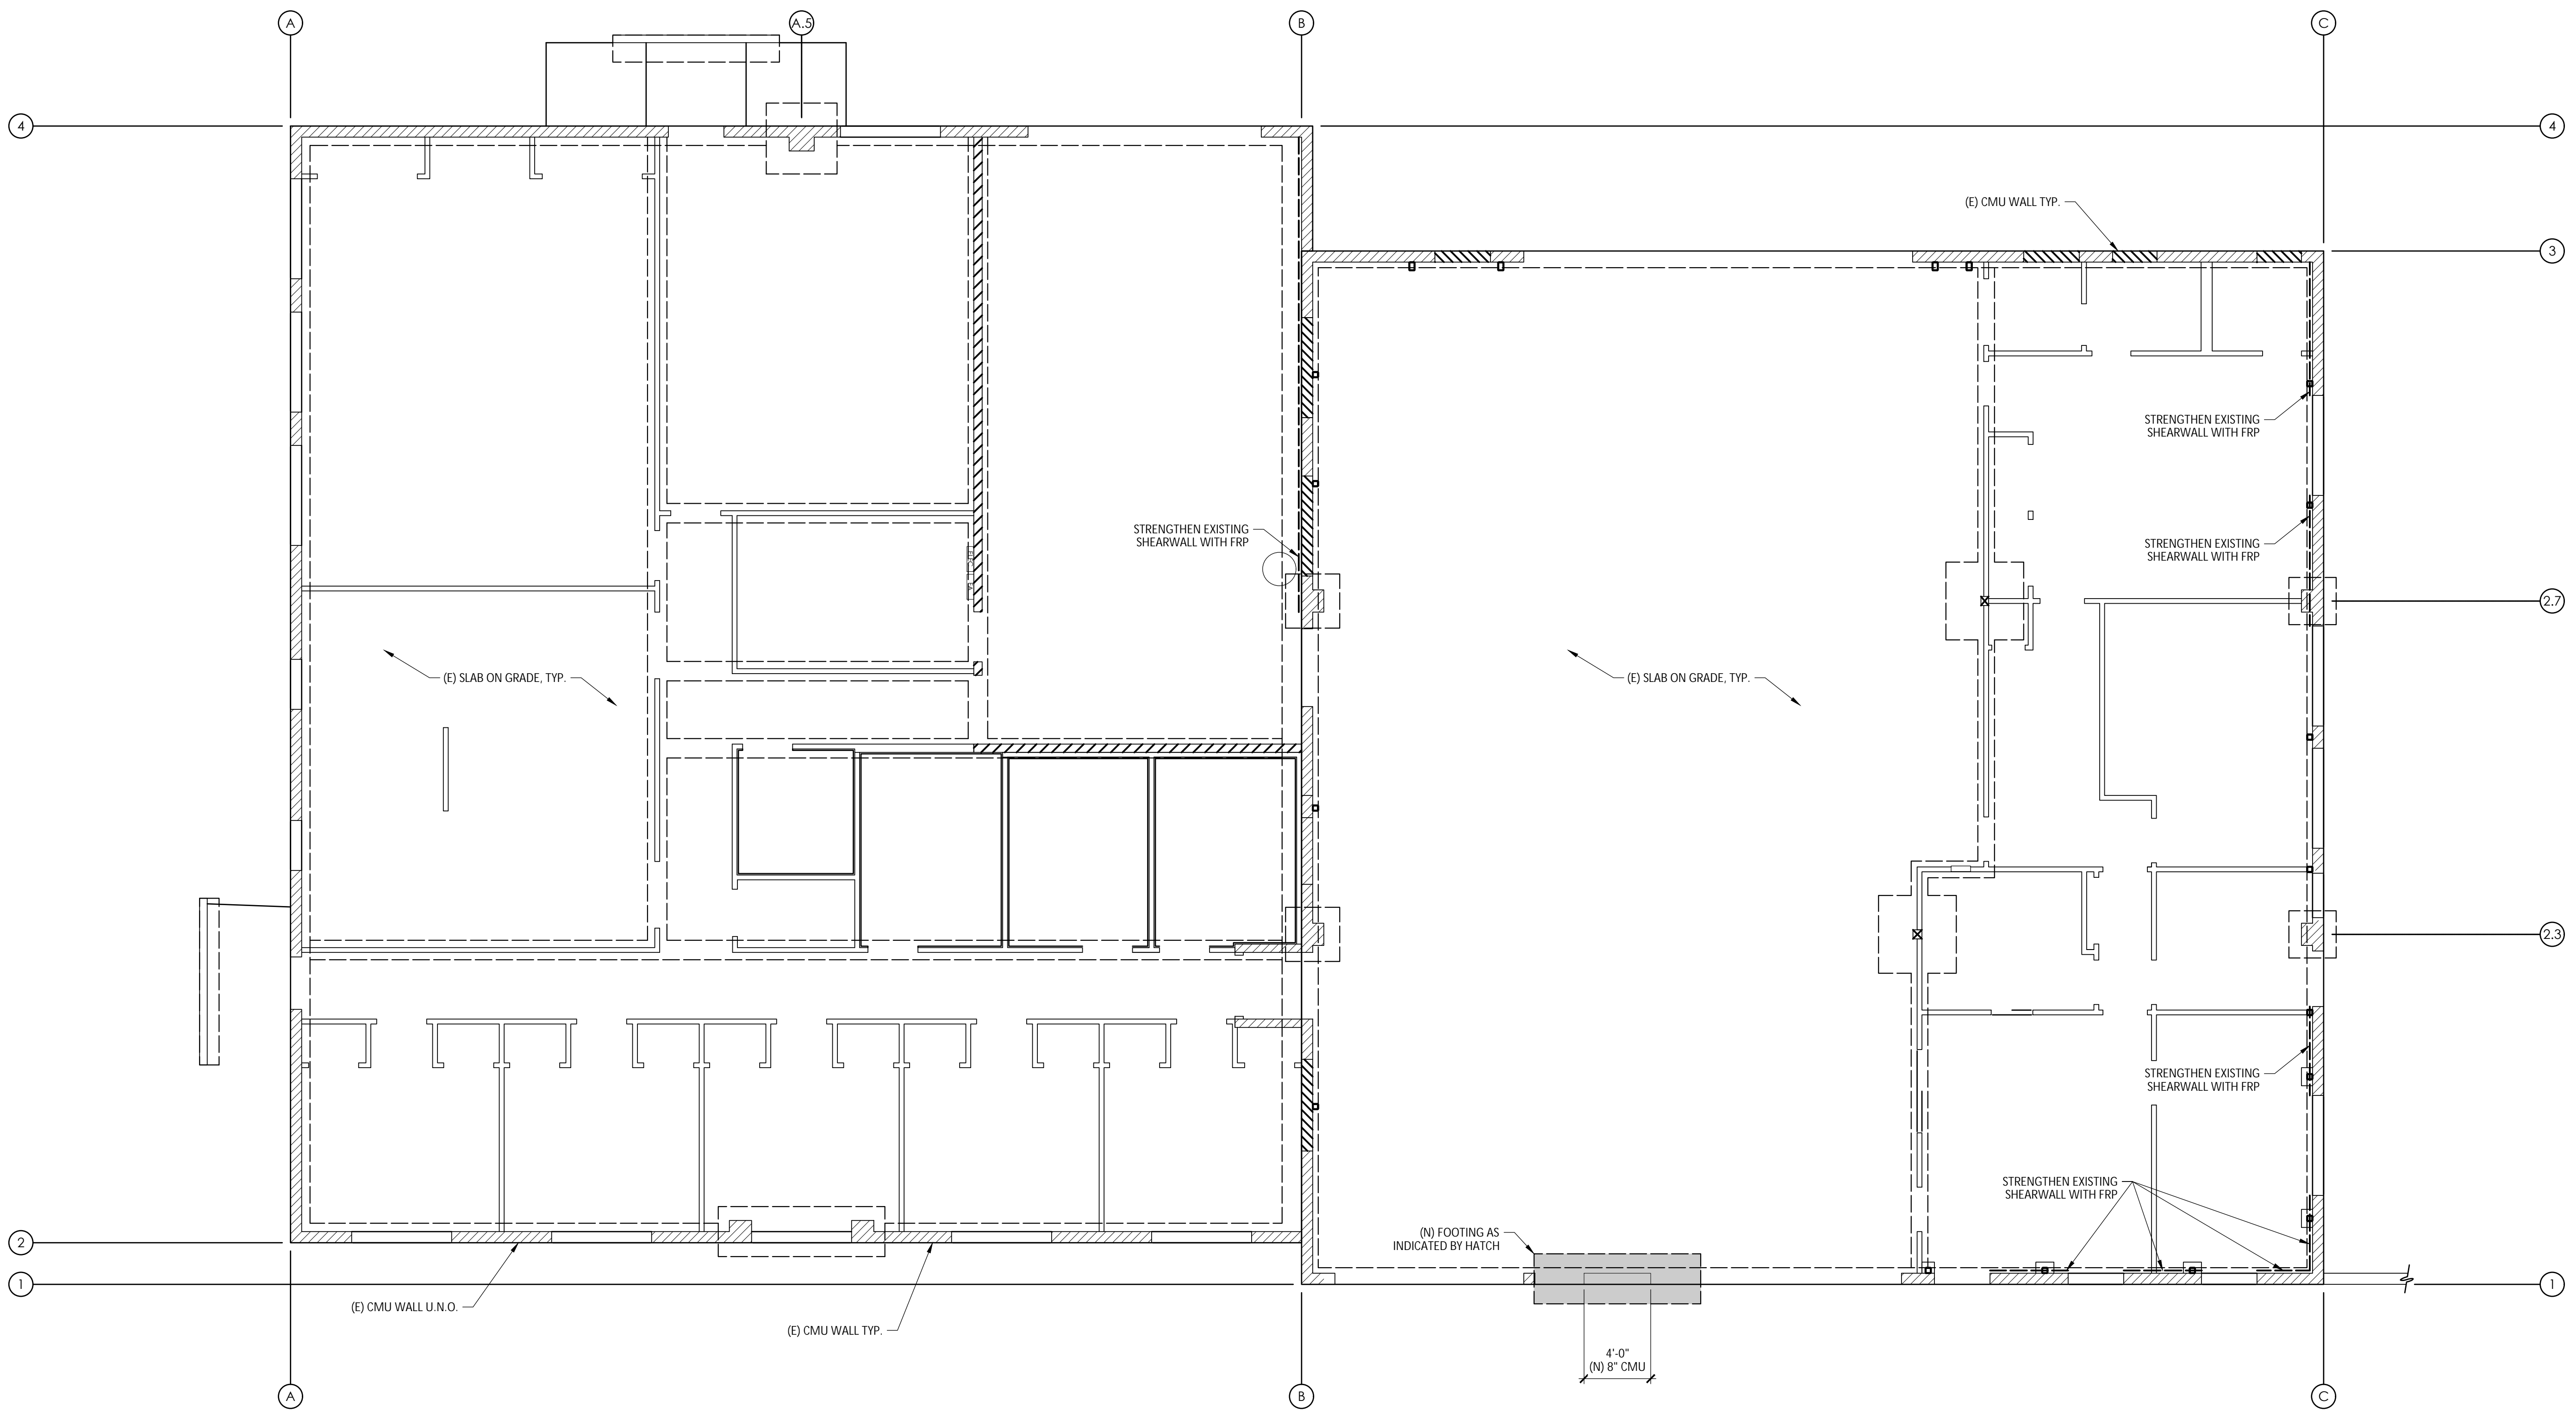 A
A.5
B
C
4
4
(E) CMU WALL TYP.
3
STRENGTHEN EXISTING
SHEARWALL WITH FRP
STRENGTHEN EXISTING
SHEARWALL WITH FRP
STRENGTHEN EXISTING
SHEARWALL WITH FRP
2.7
(E) SLAB ON GRADE, TYP.
(E) SLAB ON GRADE, TYP.
2.3
STRENGTHEN EXISTING
SHEARWALL WITH FRP
STRENGTHEN EXISTING
SHEARWALL WITH FRP
(N) FOOTING AS
INDICATED BY HATCH
2
1
1
(E) CMU WALL U.N.O.
(E) CMU WALL TYP.
4'-0"
(N) 8" CMU
A
B
C